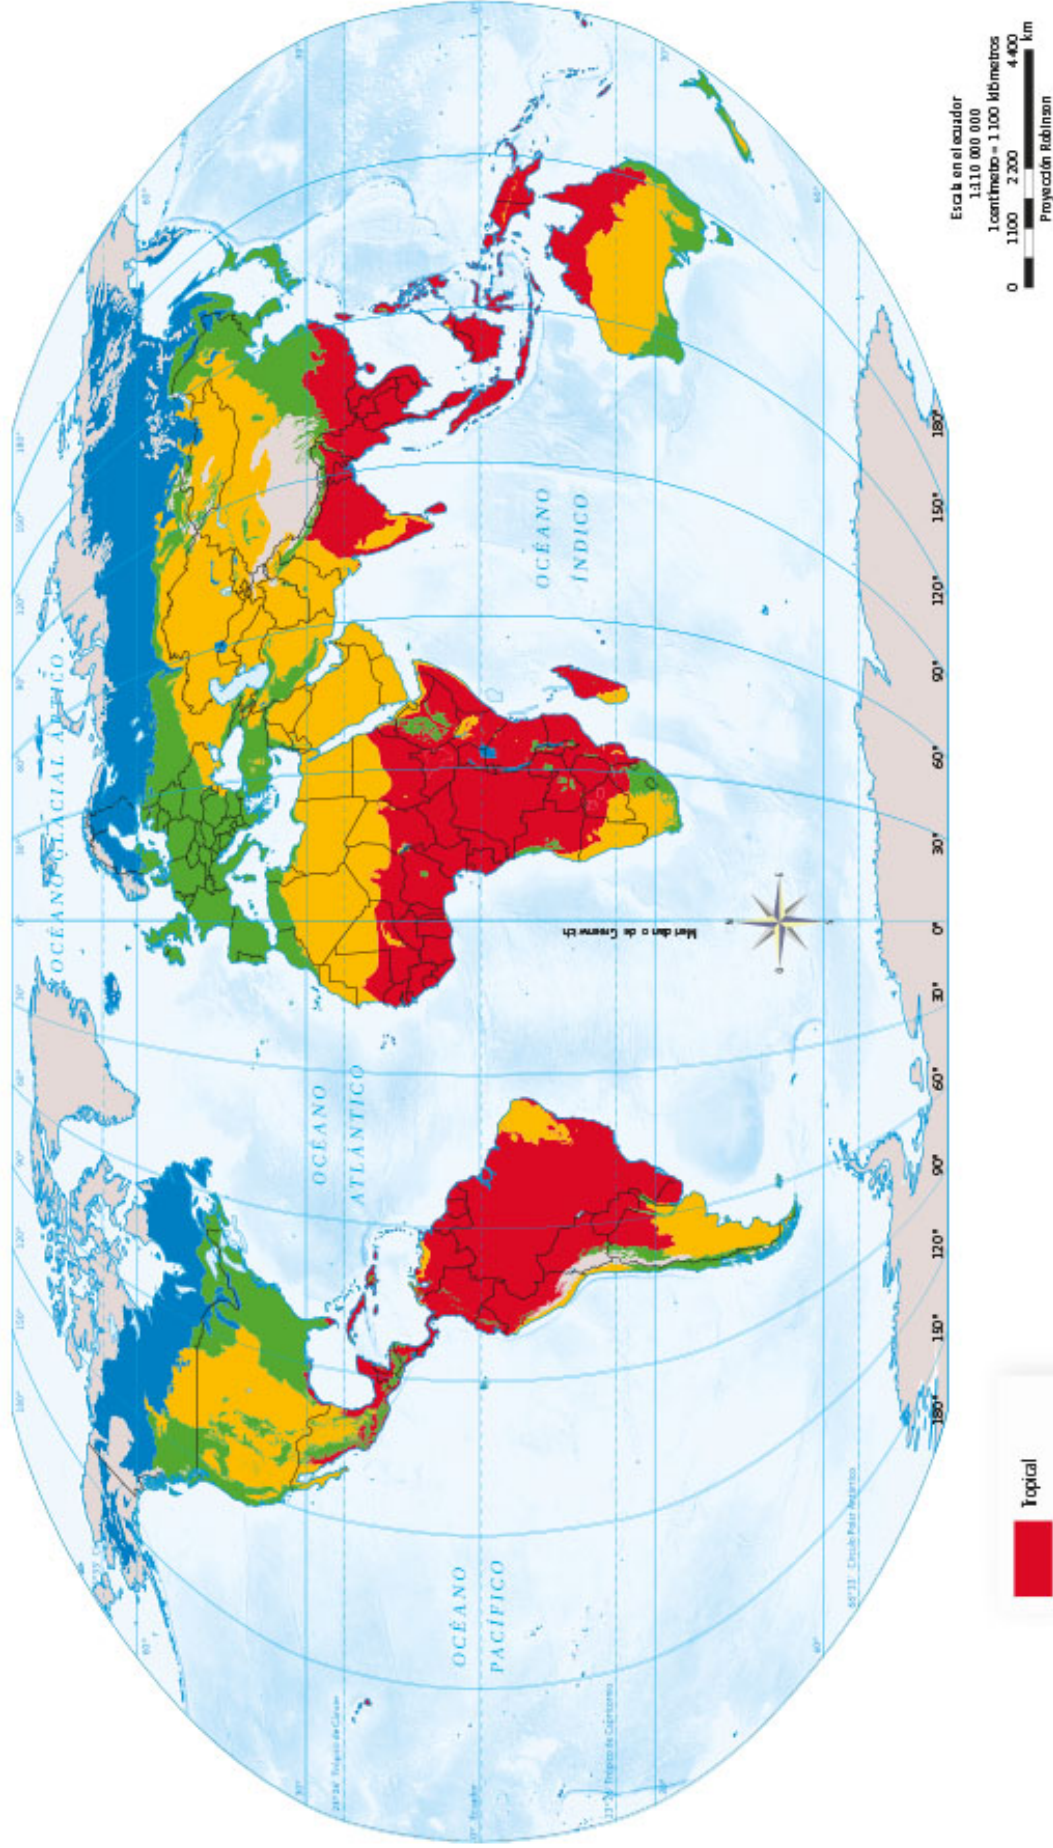 OCÉANO GLACIAL ÁRTICO
OCÉANO
ATLÁNTICO
OCÉANO
PACÍFICO
OCÉANO
ÍNDICO
Trópico de Cáncer
Ecuador
Trópico de Capricornio
Círculo Polar Antártico
Meridiano de Greenwich
N
S
180° 150° 120° 90° 60° 30° 0° 30° 60° 90° 120° 150° 180°
Tropical
Escala en el ecuador
1:110 000 000
1 centímetro = 1 100 kilómetros
0 1100 2 200 4 400 km
Proyección Robinson